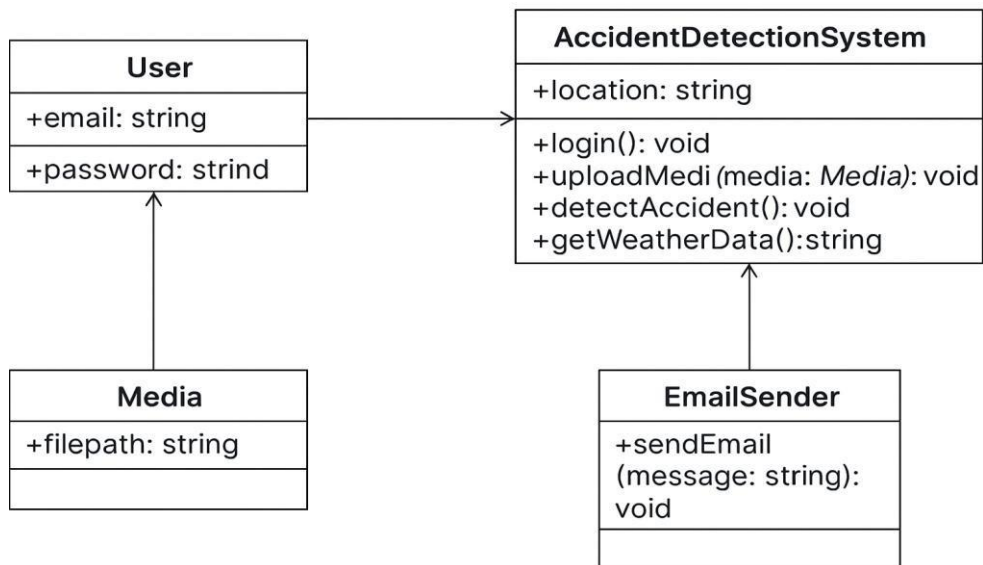 User
+email: string
+password: strind
AccidentDetectionSystem
+location: string
+login(): void
+uploadMedi (media: Media): void
+detectAccident(): void
+getWeatherData():string
Media
+filepath: string
EmailSender
+sendEmail
(message: string):
void